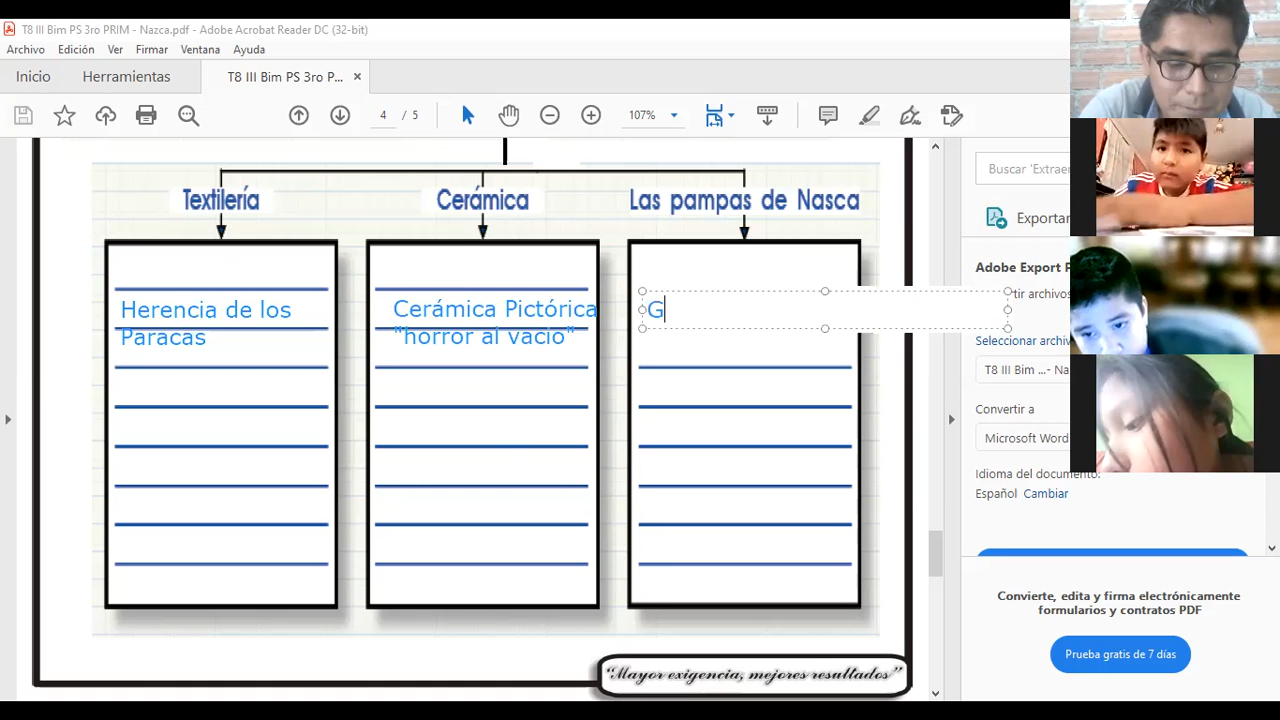 T8 III Bim PS 3ro PRIM - Nazca.pdf - Adobe Acrobat Reader DC (32-bit)
Archivo Edición Ver Firmar Ventana Ayuda
Inicio Herramientas T8 III Bim PS 3ro P... ×
4 / 5 107%
Textilería Cerámica Las pampas de Nasca
Herencia de los
Paracas
Cerámica Pictórica
"horror al vacio"
G
"Mayor exigencia, mejores resultados"
Buscar 'Extraer
Exportar
Adobe Export P
tir archivos
Seleccionar archiv
T8 III Bim ...- Na
Convertir a
Microsoft Word
Idioma del documento:
Español Cambiar
Convierte, edita y firma electrónicamente
formularios y contratos PDF
Prueba gratis de 7 días